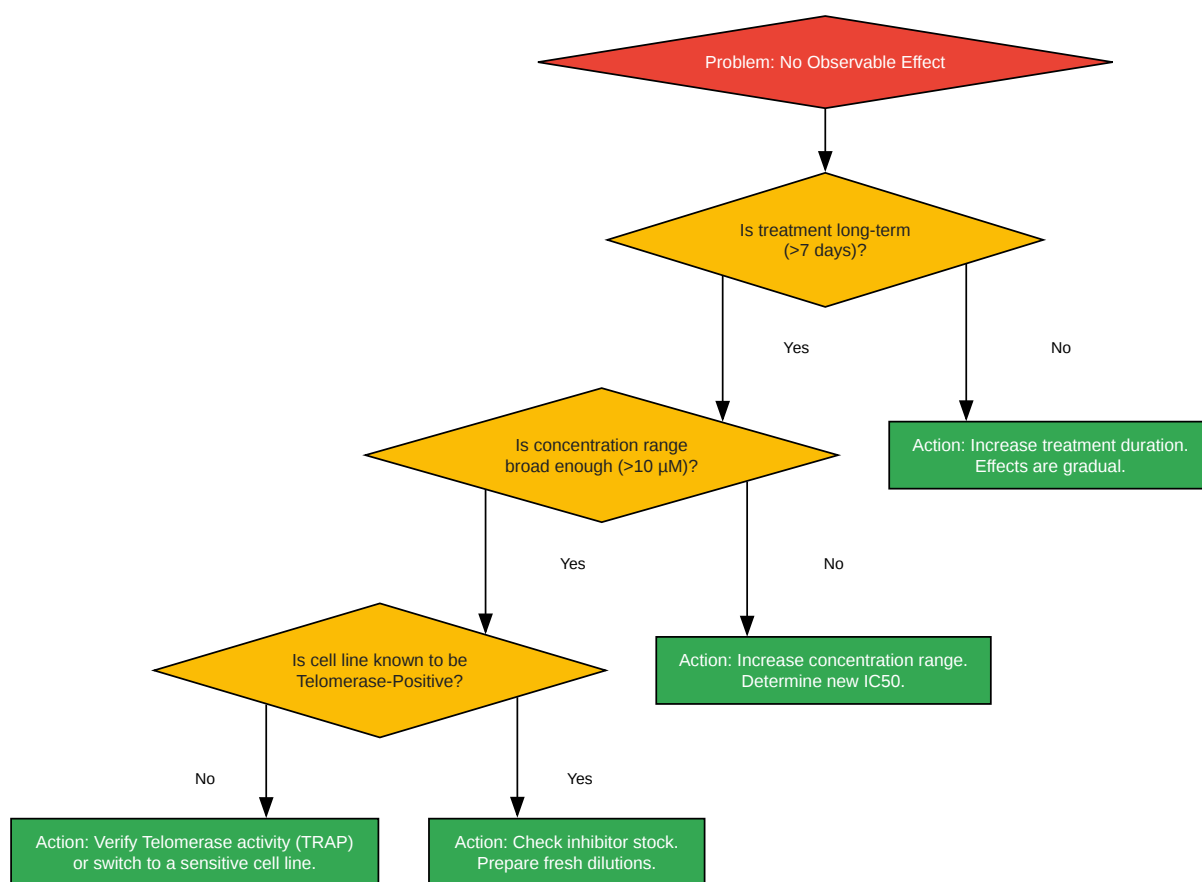 Problem: No Observable Effect
Is treatment long-term
(>7 days)?
Yes
No
Is concentration range
broad enough (>10 µM)?
Action: Increase treatment duration.
Effects are gradual.
Yes
No
Is cell line known to be
Telomerase-Positive?
Action: Increase concentration range.
Determine new IC50.
No
Yes
Action: Verify Telomerase activity (TRAP)
or switch to a sensitive cell line.
Action: Check inhibitor stock.
Prepare fresh dilutions.